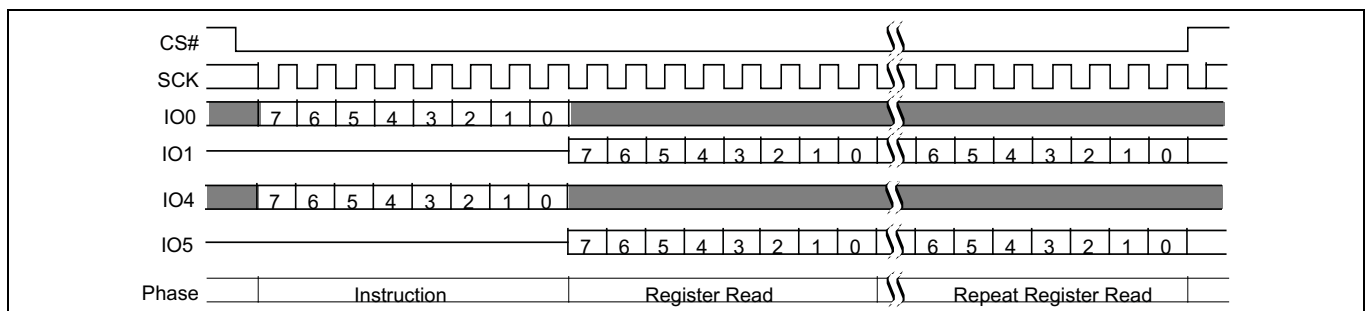 CS#
SCK
IO0 7 6 5 4 3 2 1 0
IO1 7 6 5 4 3 2 1 0 6 5 4 3 2 1 0
IO4 7 6 5 4 3 2 1 0
IO5 7 6 5 4 3 2 1 0 6 5 4 3 2 1 0
Phase Instruction Register Read Repeat Register Read